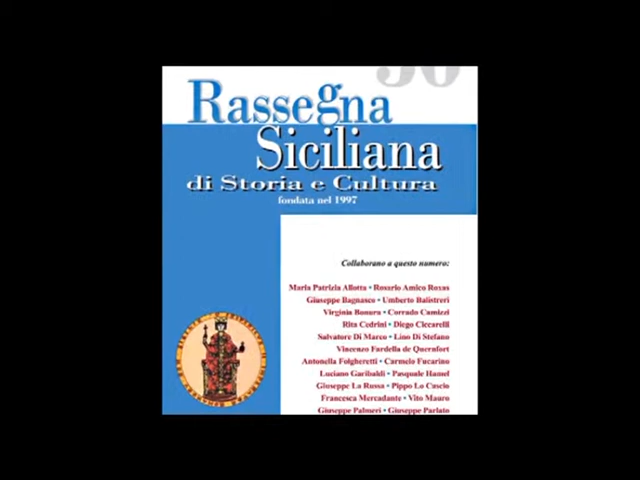 Rassegna
Siciliana
di Storia e Cultura
fondata nel 1997
Collaborano a questo numero:
Maria Patrizia Allotta • Rosario Amico Roxas
Giuseppe Bagnasco • Umberto Balistreri
Virginia Bonura • Corrado Camizzi
Rita Cedrini • Diego Ciccarelli
Salvatore Di Marco • Lino Di Stefano
Vincenzo Fardella de Quernfort
Antonella Folgheretti • Carmelo Fucarino
Luciano Garibaldi • Pasquale Hamel
Giuseppe La Russa • Pippo Lo Cascio
Francesca Mercadante • Vito Mauro
Giuseppe Palmeri • Giuseppe Parlato